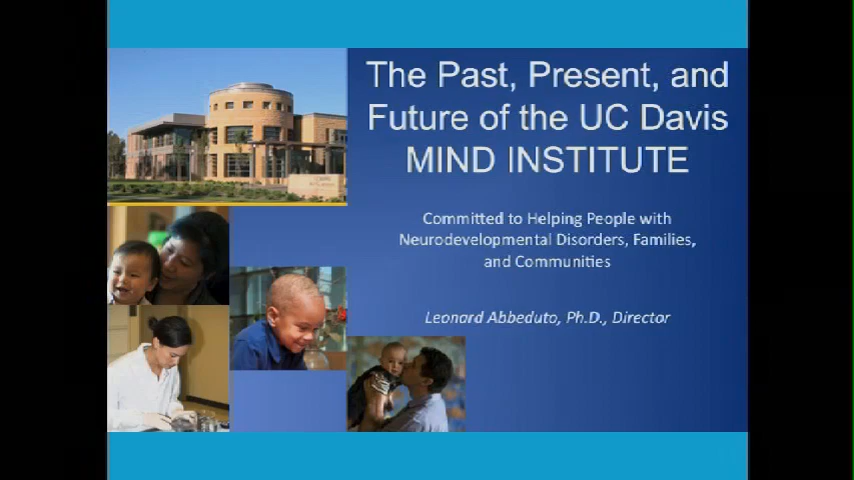 The Past, Present, and
Future of the UC Davis
MIND INSTITUTE
Committed to Helping People with
Neurodevelopmental Disorders, Families,
and Communities
Leonard Abbeduto, Ph.D., Director